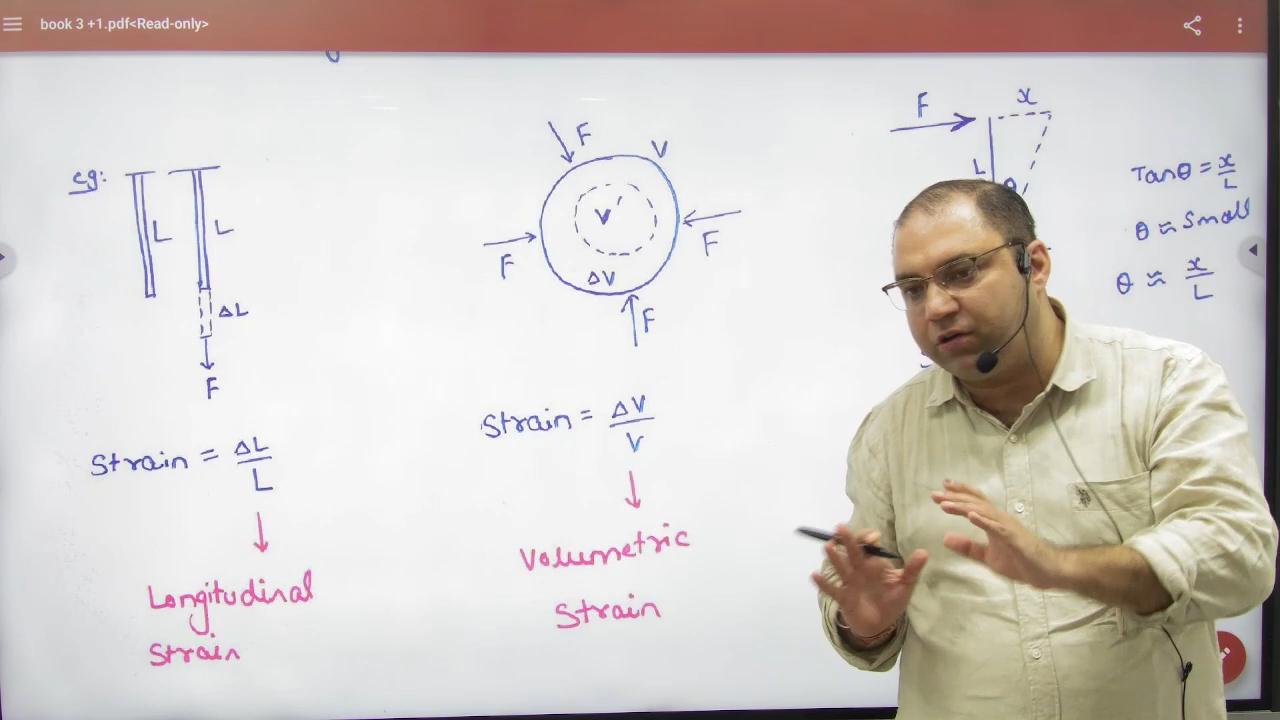 book 3 +1.pdf<Read-only>
eg:
L
L
ΔL
F
Strain = ΔL/L
Longitudinal
Strain
F
V
V'
F
F
ΔV
F
Strain = ΔV/V
Volumetric
Strain
F
x
L
θ
Tanθ = x/L
θ ≈ Small
θ ≈ x/L